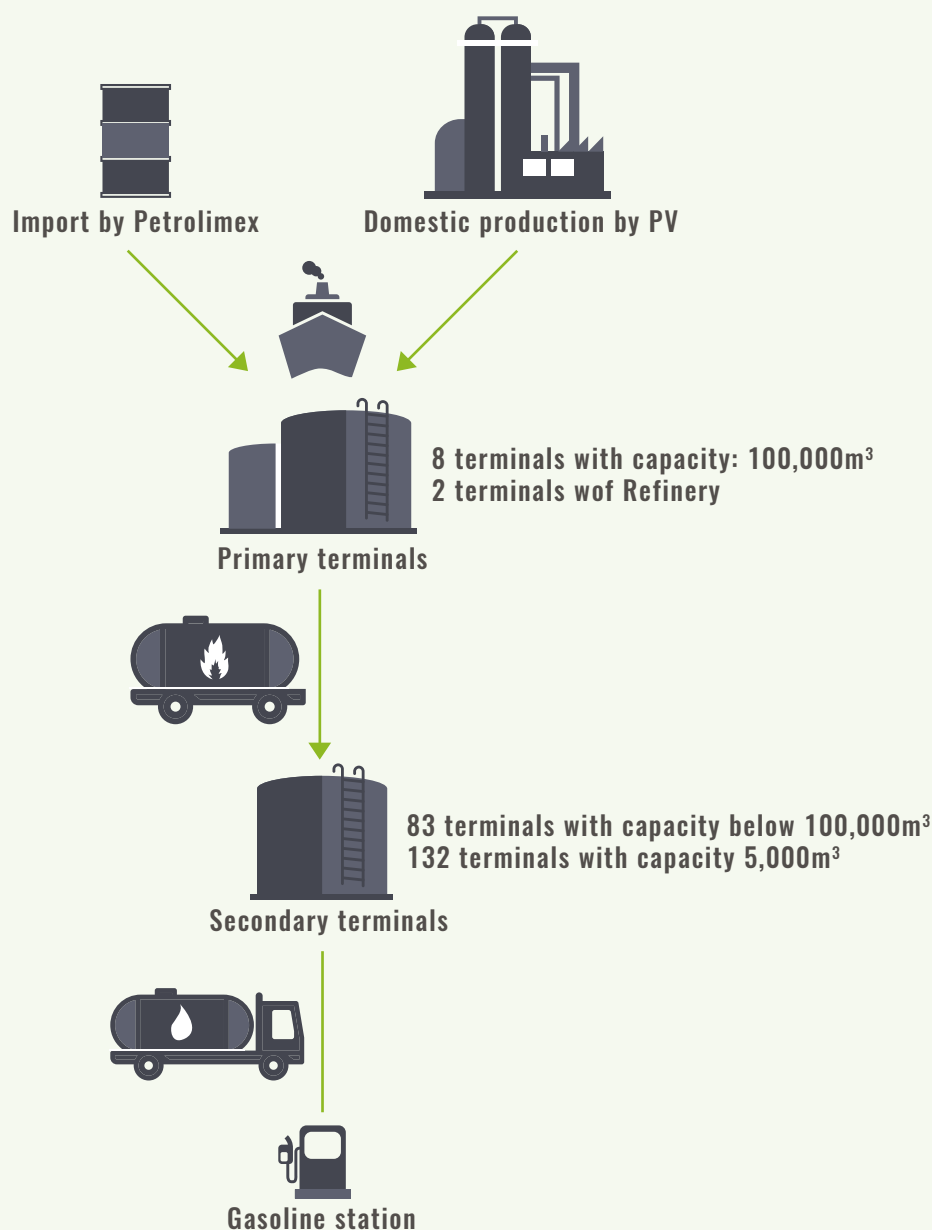 Import by Petrolimex
Domestic production by PV
8 terminals with capacity: 100,000m³
2 terminals wof Refinery
Primary terminals
83 terminals with capacity below 100,000m³
132 terminals with capacity 5,000m³
Secondary terminals
Gasoline station